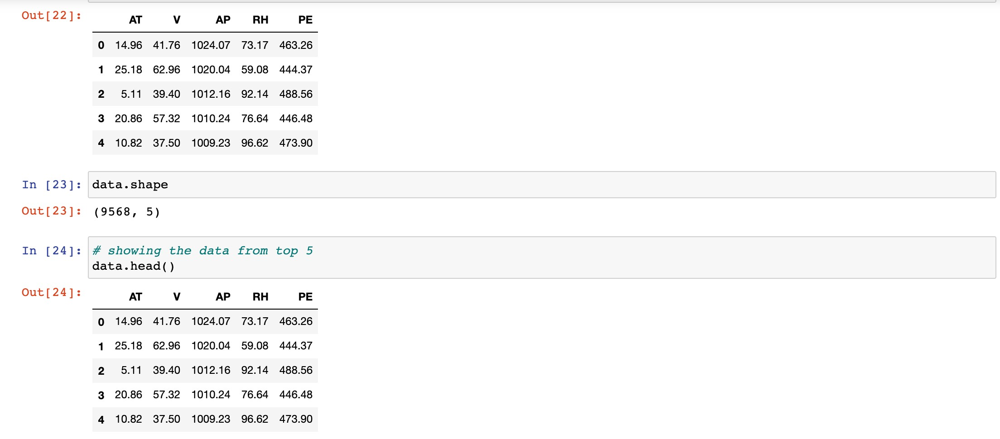 Out[22]:
AT V AP RH PE
0 14.96 41.76 1024.07 73.17 463.26
1 25.18 62.96 1020.04 59.08 444.37
2 5.11 39.40 1012.16 92.14 488.56
3 20.86 57.32 1010.24 76.64 446.48
4 10.82 37.50 1009.23 96.62 473.90
In [23]: data.shape
Out[23]: (9568, 5)
In [24]: # showing the data from top 5
data.head()
Out[24]:
AT V AP RH PE
0 14.96 41.76 1024.07 73.17 463.26
1 25.18 62.96 1020.04 59.08 444.37
2 5.11 39.40 1012.16 92.14 488.56
3 20.86 57.32 1010.24 76.64 446.48
4 10.82 37.50 1009.23 96.62 473.90